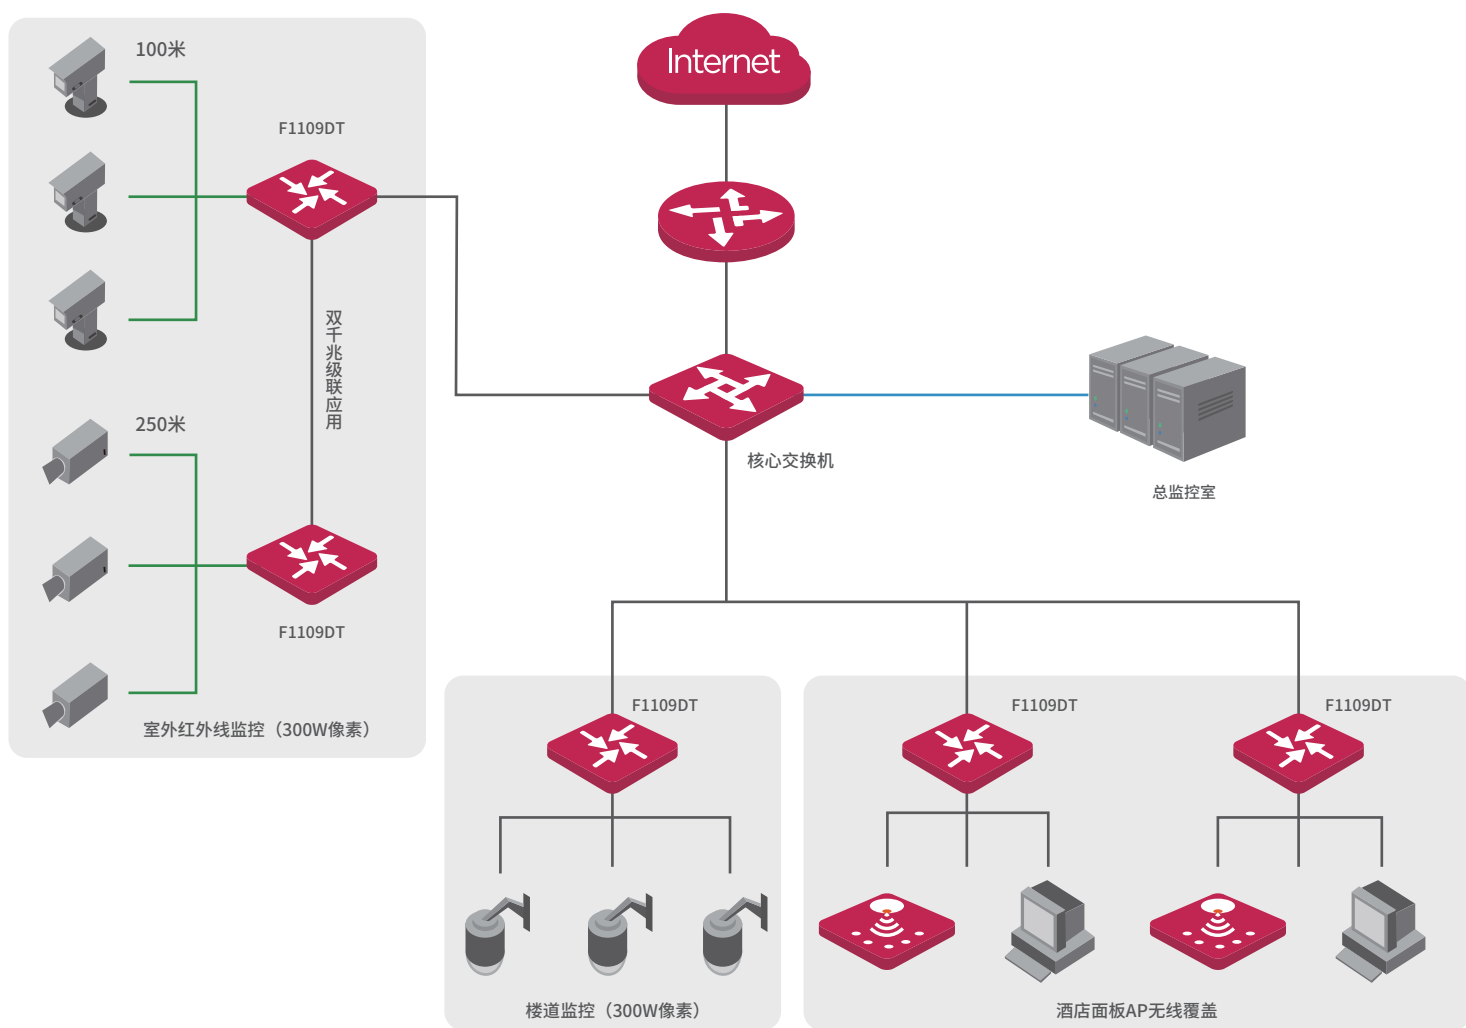 100米
Internet
F1109DT
双千兆级联应用
250米
核心交换机
总监控室
F1109DT
室外红外线监控（300W像素）
F1109DT
F1109DT
F1109DT
楼道监控（300W像素）
酒店面板AP无线覆盖